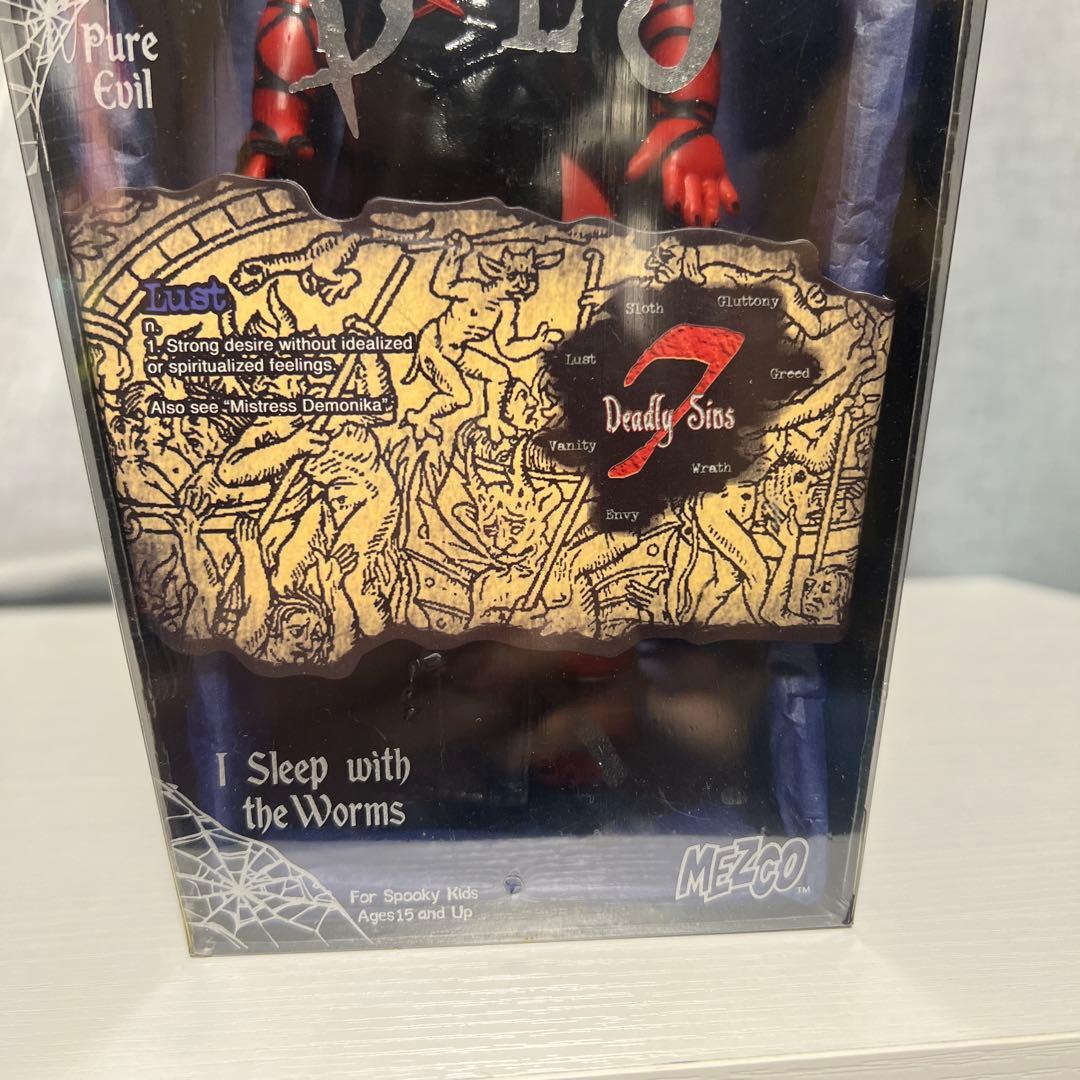 Pure
Evil
Lust
n.
1. Strong desire without idealized
or spiritualized feelings.
Also see "Mistress Demonika".
Sloth
Gluttony
Lust
Greed
7
Deadly Sins
Vanity
Wrath
Envy
I Sleep with
the Worms
For Spooky Kids
Ages 15 and Up
MEZCO™